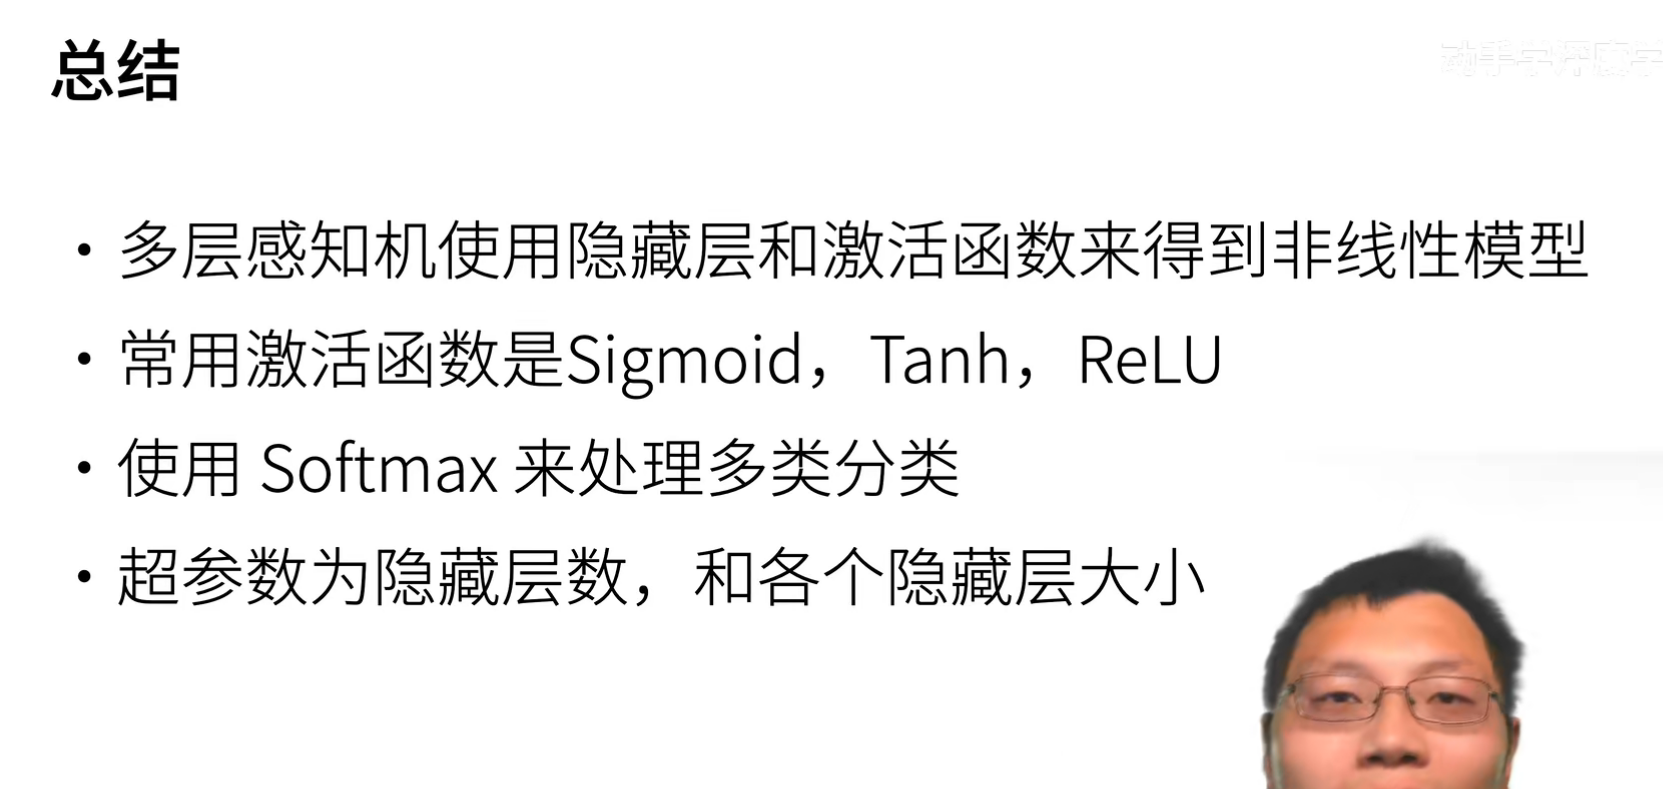 总结
动手学深度学
• 多层感知机使用隐藏层和激活函数来得到非线性模型
• 常用激活函数是Sigmoid，Tanh，ReLU
• 使用 Softmax 来处理多类分类
• 超参数为隐藏层数，和各个隐藏层大小